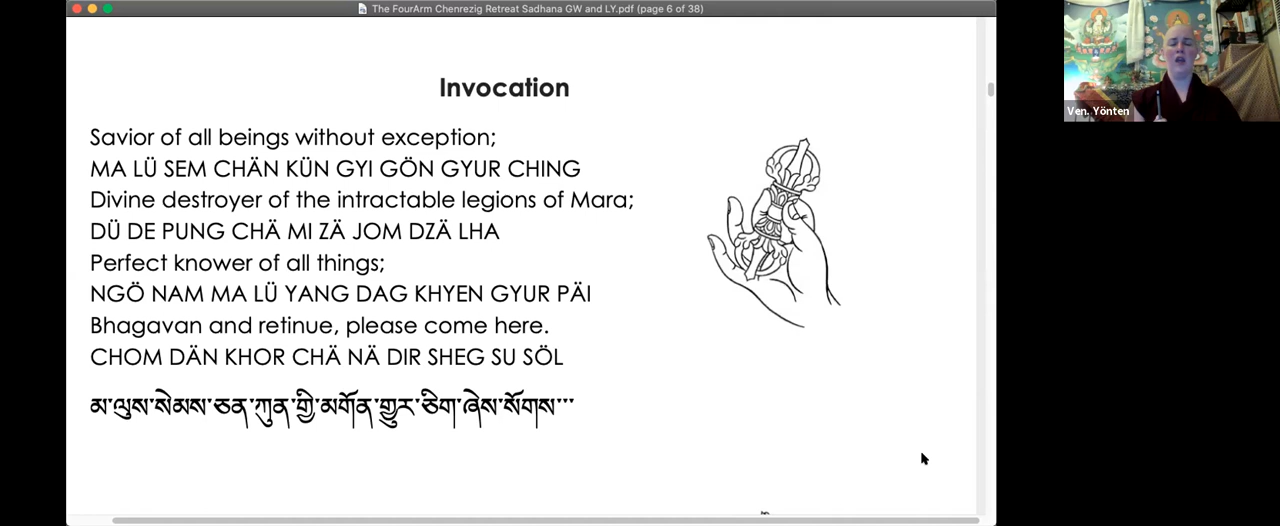 The FourArm Chenrezig Retreat Sadhana GW and LY.pdf (page 6 of 38)
Invocation
Savior of all beings without exception;
MA LÜ SEM CHÄN KÜN GYI GÖN GYUR CHING
Divine destroyer of the intractable legions of Mara;
DÜ DE PUNG CHÄ MI ZÄ JOM DZÄ LHA
Perfect knower of all things;
NGÖ NAM MA LÜ YANG DAG KHYEN GYUR PÄI
Bhagavan and retinue, please come here.
CHOM DÄN KHOR CHÄ NÄ DIR SHEG SU SÖL
མ་ལུས་སེམས་ཅན་ཀུན་གྱི་མགོན་གྱུར་ཅིག་ཞེས་སོགས་་་
Ven. Yönten